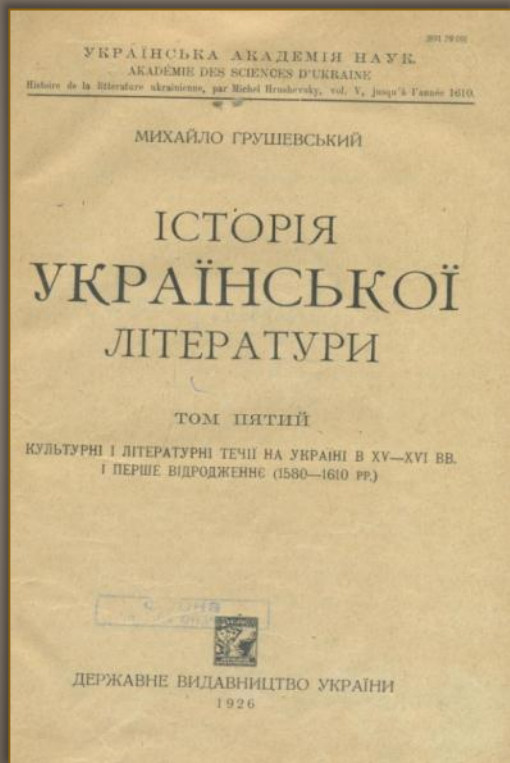 УКРАЇНСЬКА АКАДЕМІЯ НАУК.
AKADÉMIE DES SCIENCES D'UKRAINE
Histoire de la litterature ukrainienne, par Michel Hrushevsky, vol. V, jusqu'à l'année 1610.
МИХАЙЛО ГРУШЕВСЬКИЙ
ІСТОРІЯ
УКРАЇНСЬКОЇ
ЛІТЕРАТУРИ
ТОМ ПЯТИЙ
КУЛЬТУРНІ І ЛІТЕРАТУРНІ ТЕЧІЇ НА УКРАЇНІ В XV—XVI ВВ.
І ПЕРШЕ ВІДРОДЖЕННЄ (1580—1610 РР.)
ДЕРЖАВНЕ ВИДАВНИЦТВО УКРАЇНИ
1926